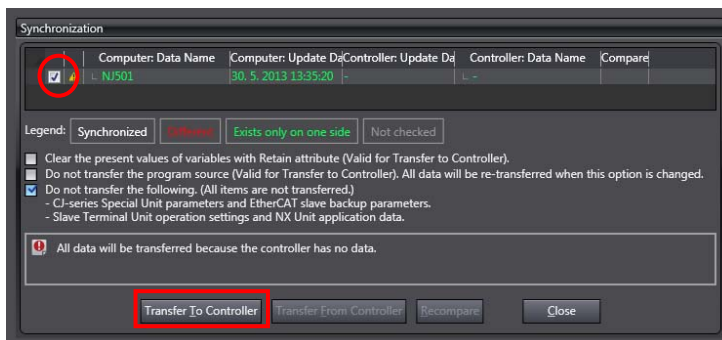 Synchronization
Computer: Data Name Computer: Update Da Controller: Update Da Controller: Data Name Compare
NJ501 30. 5. 2013 13:35:20 - -
Legend: Synchronized Different Exists only on one side Not checked
Clear the present values of variables with Retain attribute (Valid for Transfer to Controller).
Do not transfer the program source (Valid for Transfer to Controller). All data will be re-transferred when this option is changed.
Do not transfer the following. (All items are not transferred.)
- CJ-series Special Unit parameters and EtherCAT slave backup parameters.
- Slave Terminal Unit operation settings and NX Unit application data.
All data will be transferred because the controller has no data.
Transfer To Controller Transfer From Controller Recompare Close